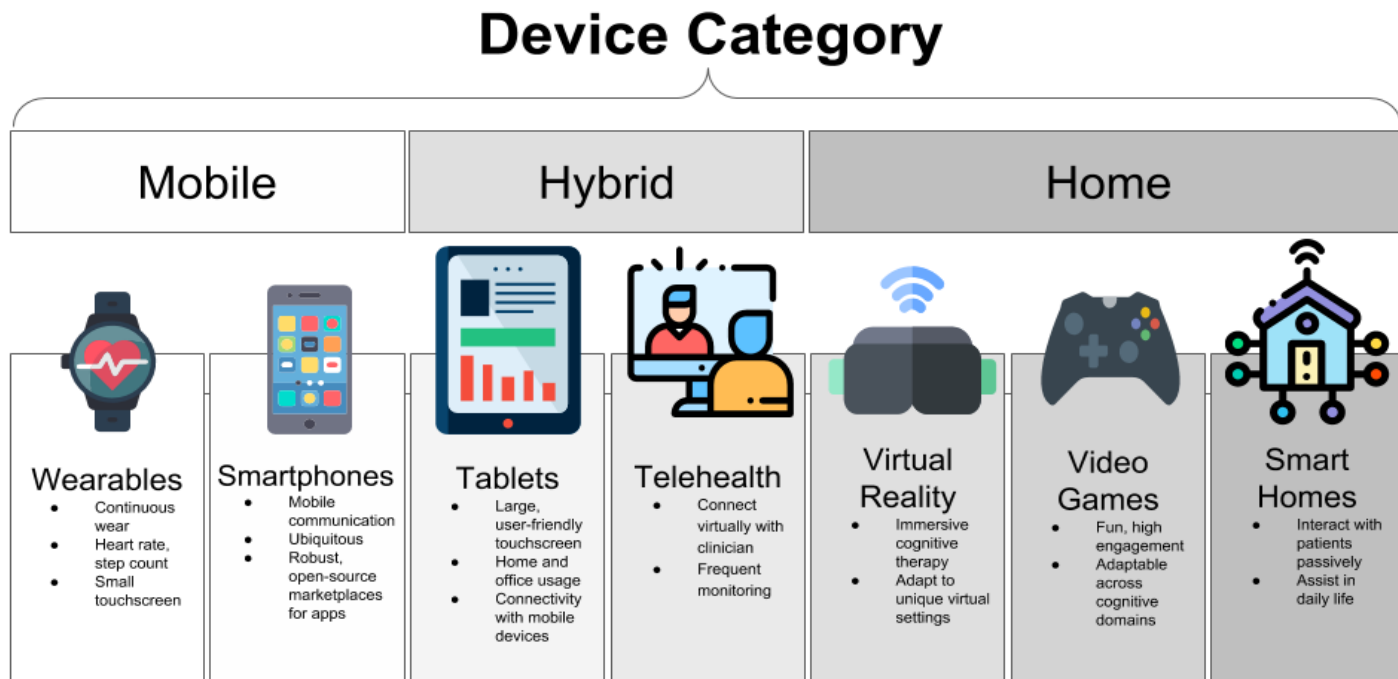 Device Category
Mobile
Hybrid
Home
Wearables
● Continuous
wear
● Heart rate,
step count
● Small
touchscreen
Smartphones
● Mobile
communication
● Ubiquitous
● Robust,
open-source
marketplaces
for apps
Tablets
● Large,
user-friendly
touchscreen
● Home and
office usage
● Connectivity
with mobile
devices
Telehealth
● Connect
virtually with
clinician
● Frequent
monitoring
Virtual
Reality
● Immersive
cognitive
therapy
● Adapt to
unique virtual
settings
Video
Games
● Fun, high
engagement
● Adaptable
across
cognitive
domains
Smart
Homes
● Interact with
patients
passively
● Assist in
daily life